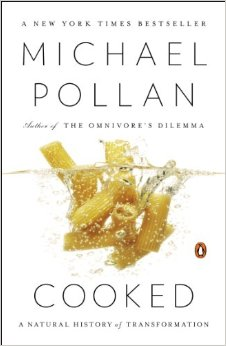 A NEW YORK TIMES BESTSELLER
MICHAEL
POLLAN
Author of THE OMNIVORE'S DILEMMA
COOKED
A NATURAL HISTORY of TRANSFORMATION